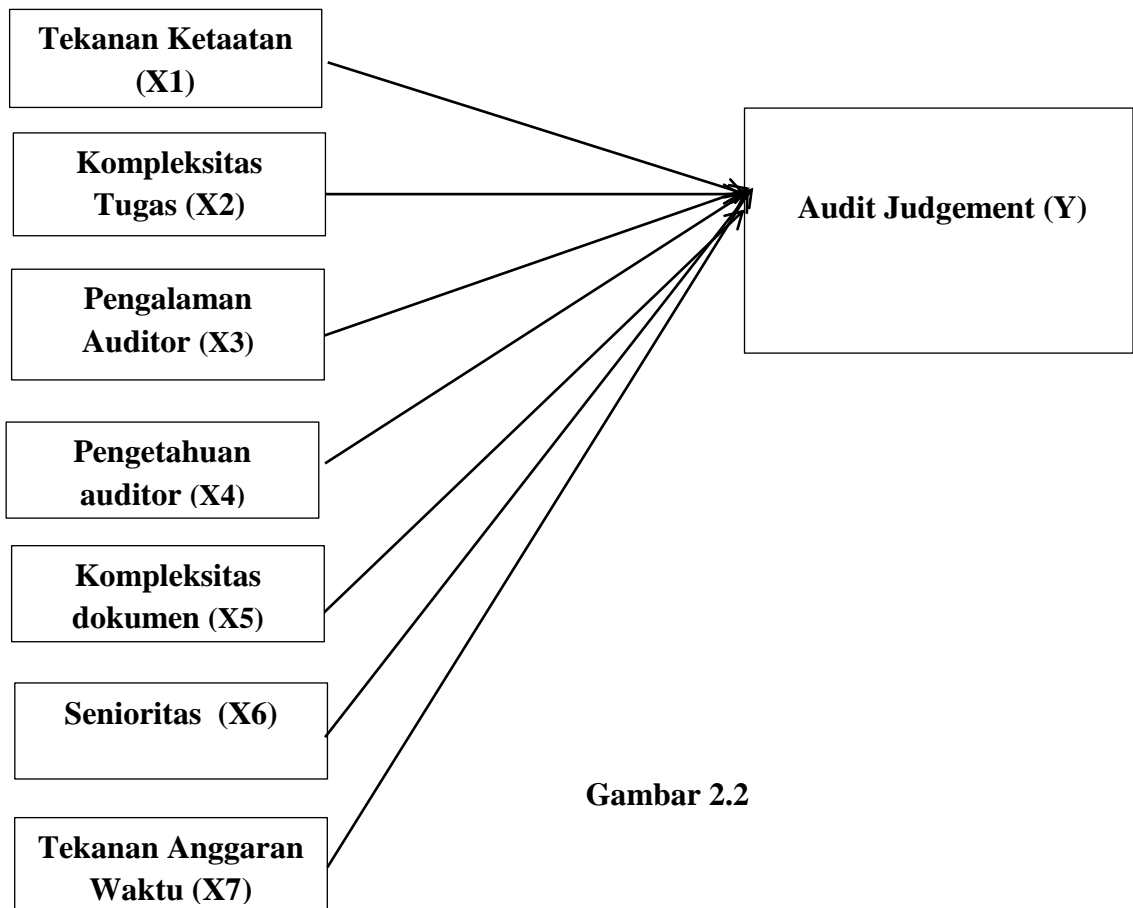 Tekanan Ketaatan
(X1)
Kompleksitas
Tugas (X2)
Pengalaman
Auditor (X3)
Pengetahuan
auditor (X4)
Kompleksitas
dokumen (X5)
Senioritas (X6)
Tekanan Anggaran
Waktu (X7)
Audit Judgement (Y)
Gambar 2.2